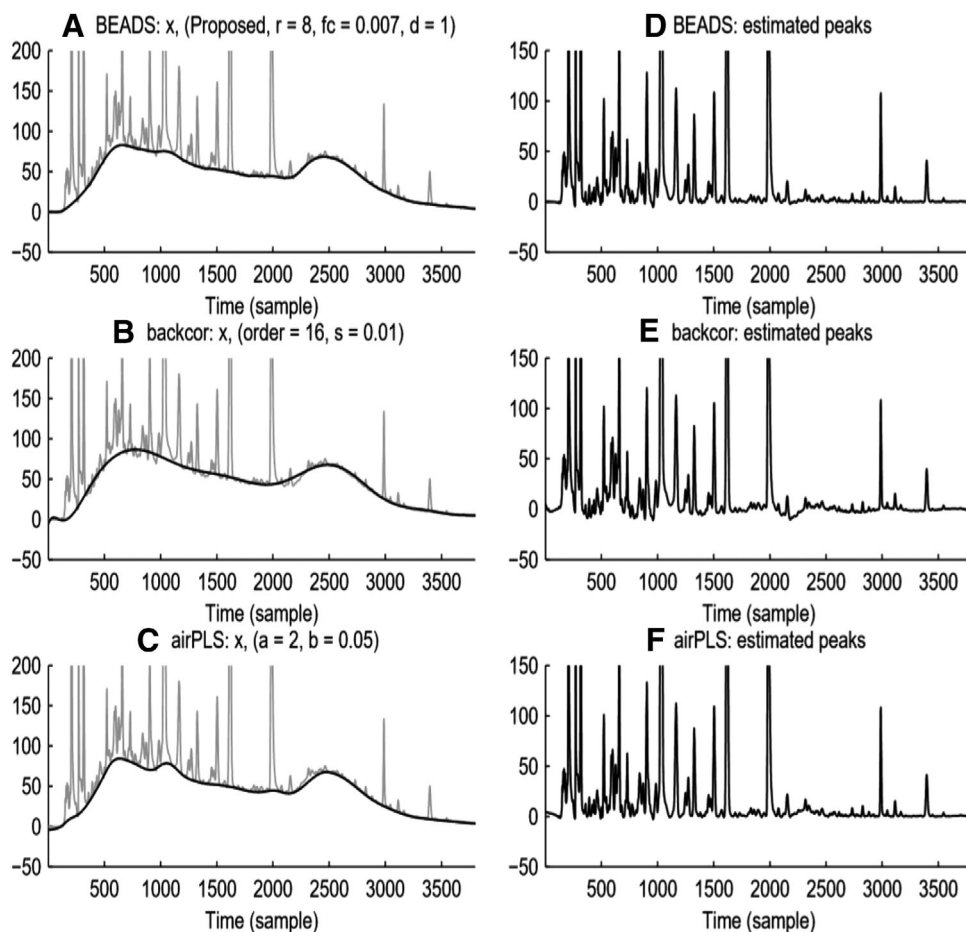 A BEADS: x, (Proposed, r = 8, fc = 0.007, d = 1)
200
150
100
50
0
−50
500 1000 1500 2000 2500 3000 3500
Time (sample)
D BEADS: estimated peaks
150
100
50
0
−50
500 1000 1500 2000 2500 3000 3500
Time (sample)
B backcor: x, (order = 16, s = 0.01)
200
150
100
50
0
−50
500 1000 1500 2000 2500 3000 3500
Time (sample)
E backcor: estimated peaks
150
100
50
0
−50
500 1000 1500 2000 2500 3000 3500
Time (sample)
C airPLS: x, (a = 2, b = 0.05)
200
150
100
50
0
−50
500 1000 1500 2000 2500 3000 3500
Time (sample)
F airPLS: estimated peaks
150
100
50
0
−50
500 1000 1500 2000 2500 3000 3500
Time (sample)